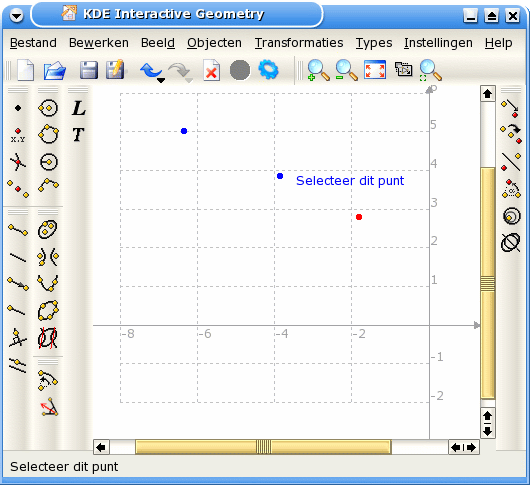 KDE Interactive Geometry
Bestand Bewerken Beeld Objecten Transformaties Types Instellingen Help
L
X,Y
T
5
4
Selecteer dit punt
3
2
1
-8 -6 -4 -2
-1
-2
Selecteer dit punt